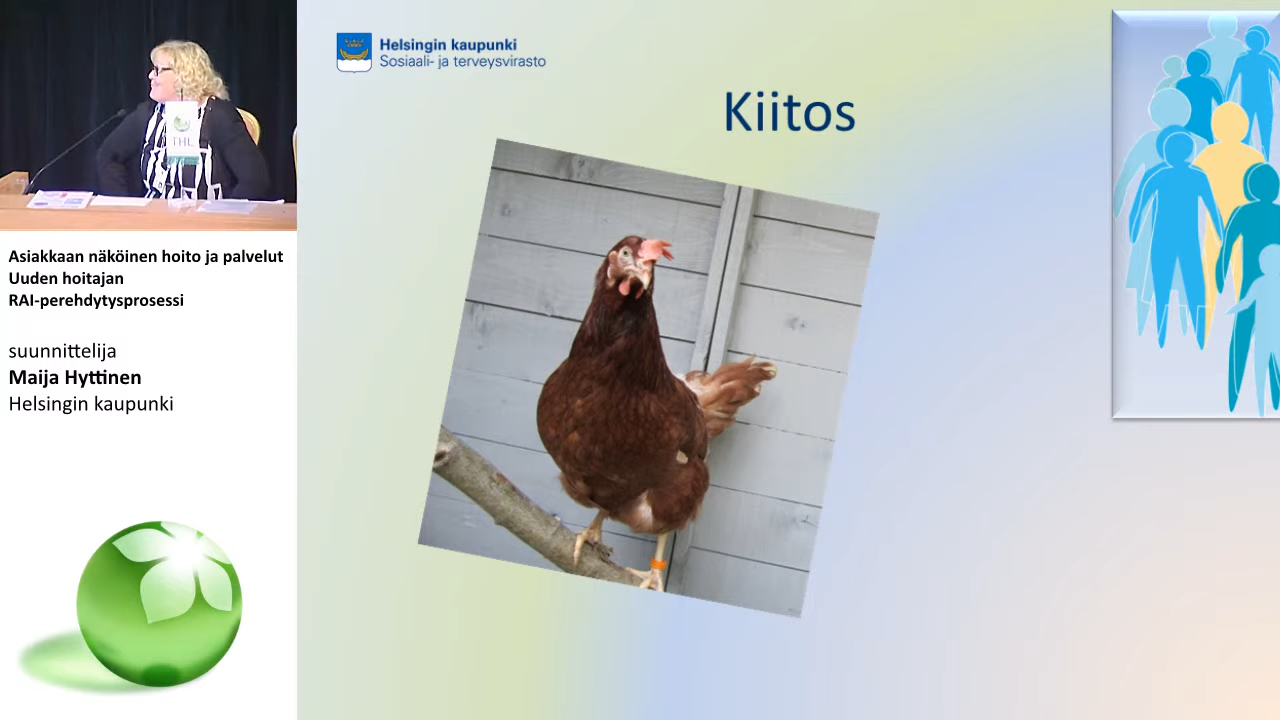 Helsingin kaupunki
Sosiaali- ja terveysvirasto
Kiitos
THL
Asiakkaan näköinen hoito ja palvelut
Uuden hoitajan
RAI-perehdytysprosessi
suunnittelija
Maija Hyttinen
Helsingin kaupunki